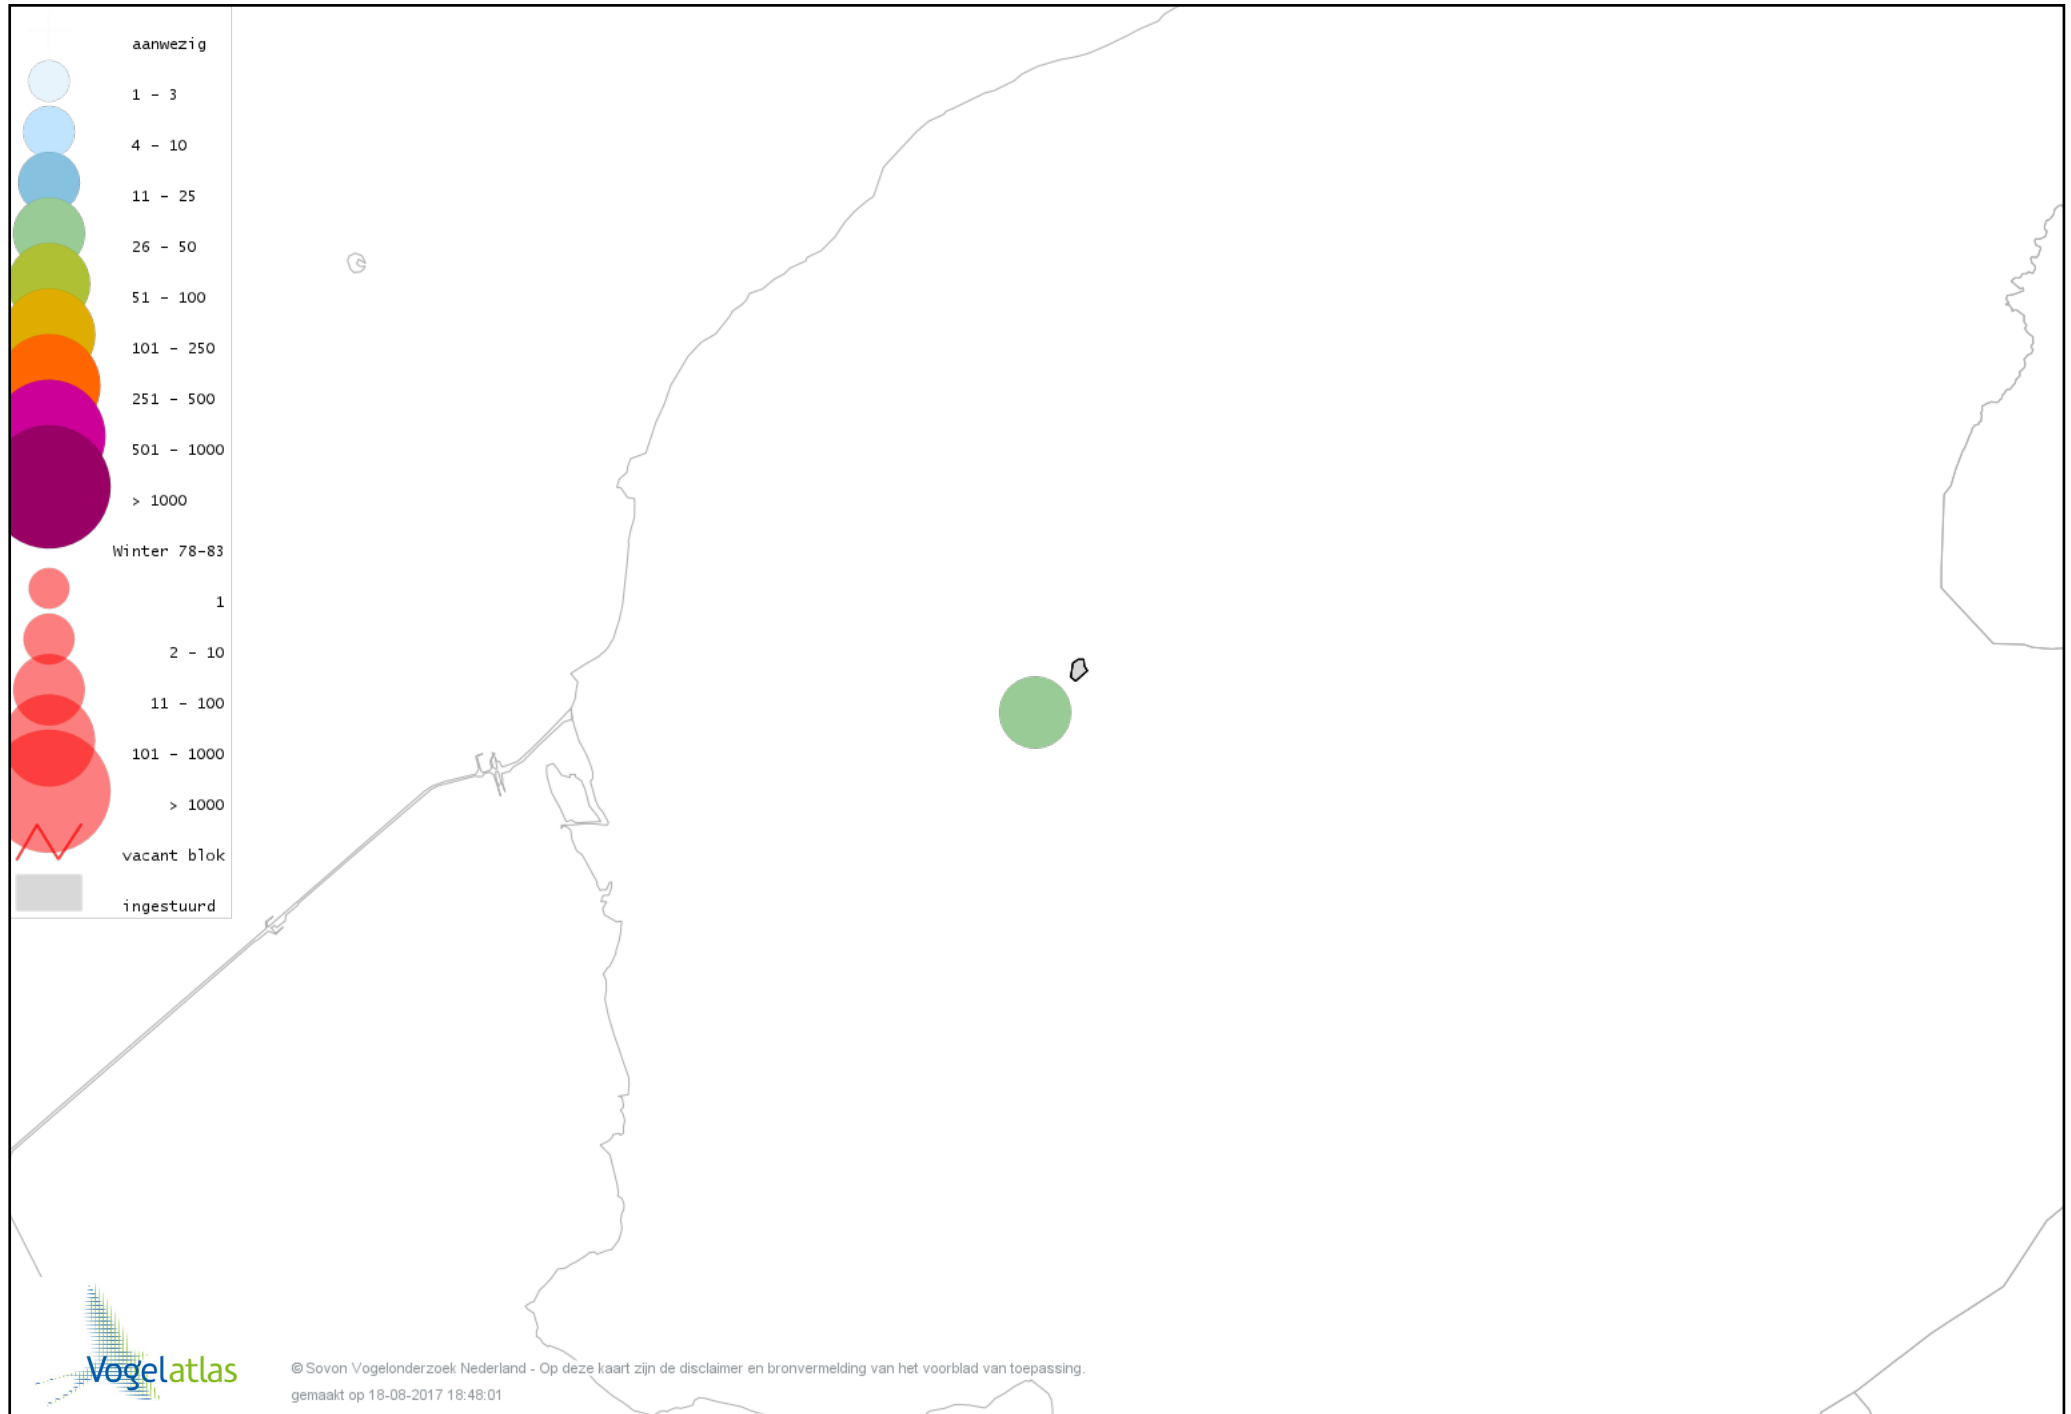 aanwezig
1 - 3
4 - 10
11 - 25
26 - 50
51 - 100
101 - 250
251 - 500
501 - 1000
> 1000
Winter 78-83
1
2 - 10
11 - 100
101 - 1000
> 1000
vacant blok
ingestuurd
Vogelatlas
© Sovon Vogelonderzoek Nederland - Op deze kaart zijn de disclaimer en bronvermelding van het voorblad van toepassing.
gemaakt op 18-08-2017 18:48:01